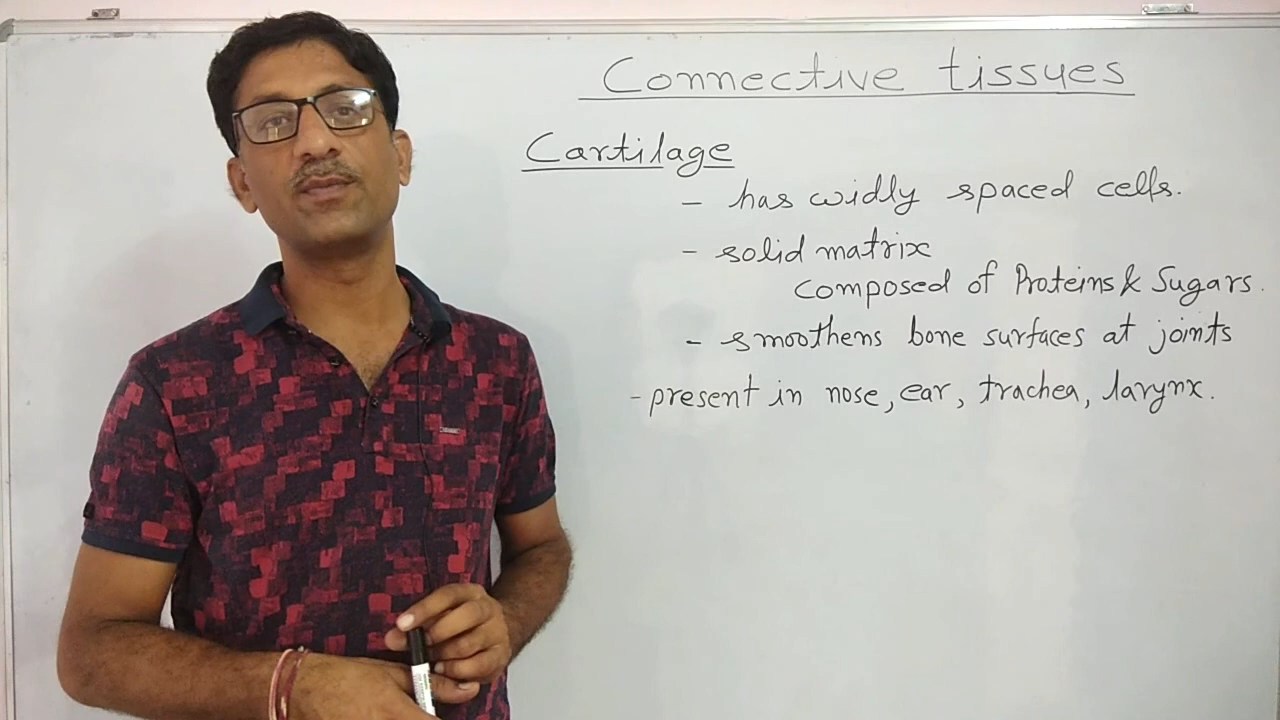 Connective tissues
Cartilage
- has widly spaced cells.
- solid matrix
composed of Proteins & Sugars.
- smoothens bone surfaces at joints
- present in nose, ear, trachea, larynx.